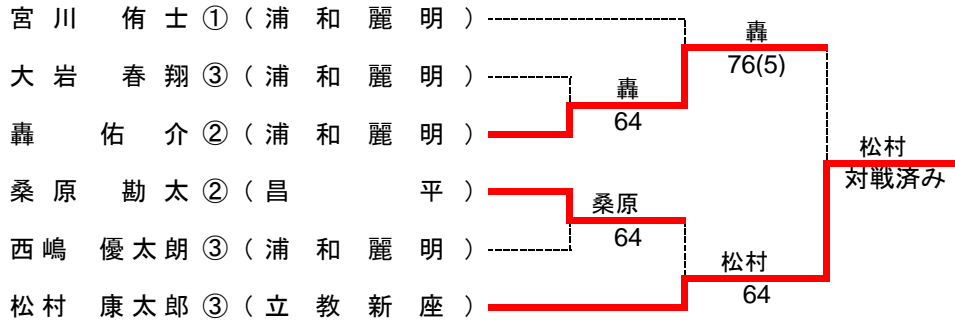 宮川 侑士 ① (浦和麗明)
轟
76(5)
大岩 春翔 ③ (浦和麗明)
轟
64
轟 佑介 ② (浦和麗明)
松村
対戦済み
桑原 勘太 ② (昌平)
桑原
64
西嶋 優太朗 ③ (浦和麗明)
松村
64
松村 康太郎 ③ (立教新座)